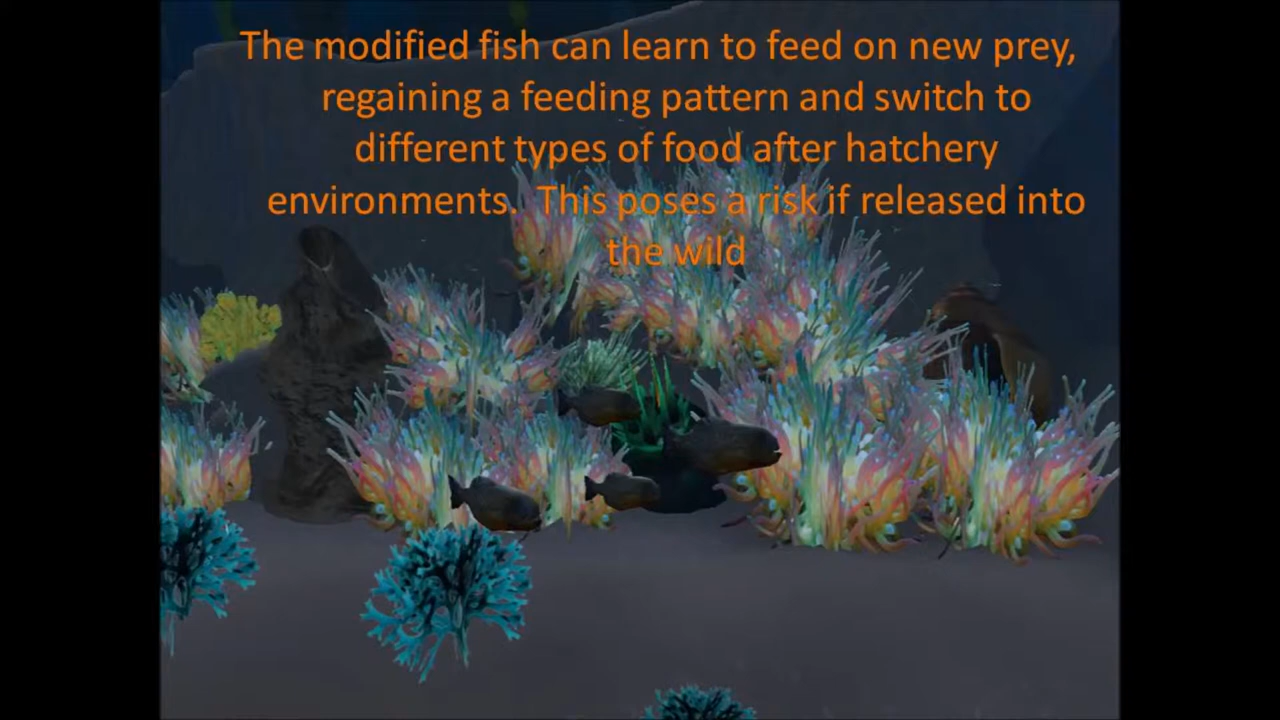 The modified fish can learn to feed on new prey,
regaining a feeding pattern and switch to
different types of food after hatchery
environments.  This poses a risk if released into
the wild